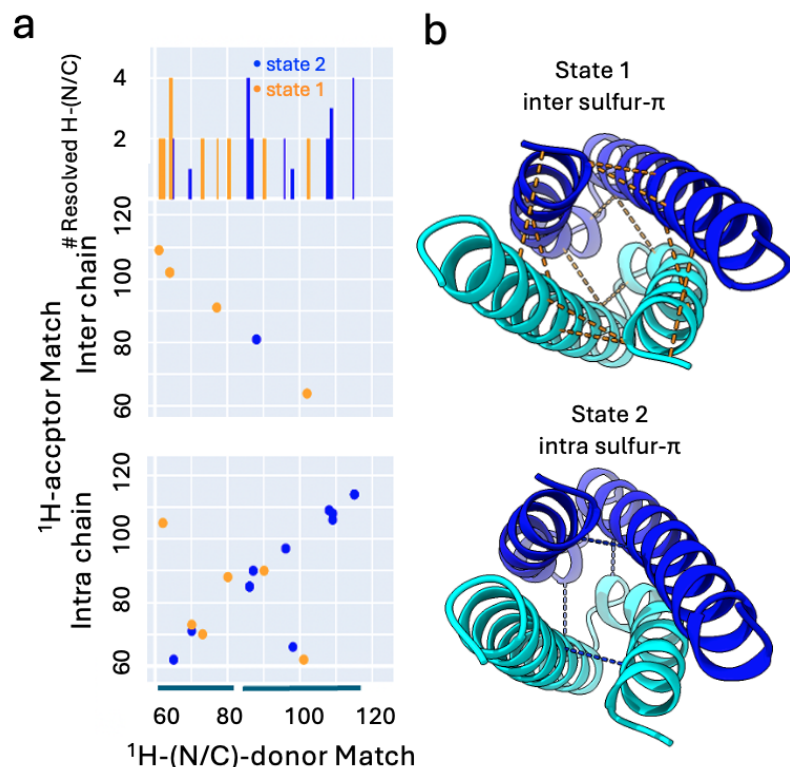 a
# Resolved H-(N/C)
4
2
state 2
state 1
¹H-accptor Match
Inter chain
120
100
80
60
Intra chain
120
100
80
60
60 80 100 120
¹H-(N/C)-donor Match
b
State 1
inter sulfur-π
State 2
intra sulfur-π